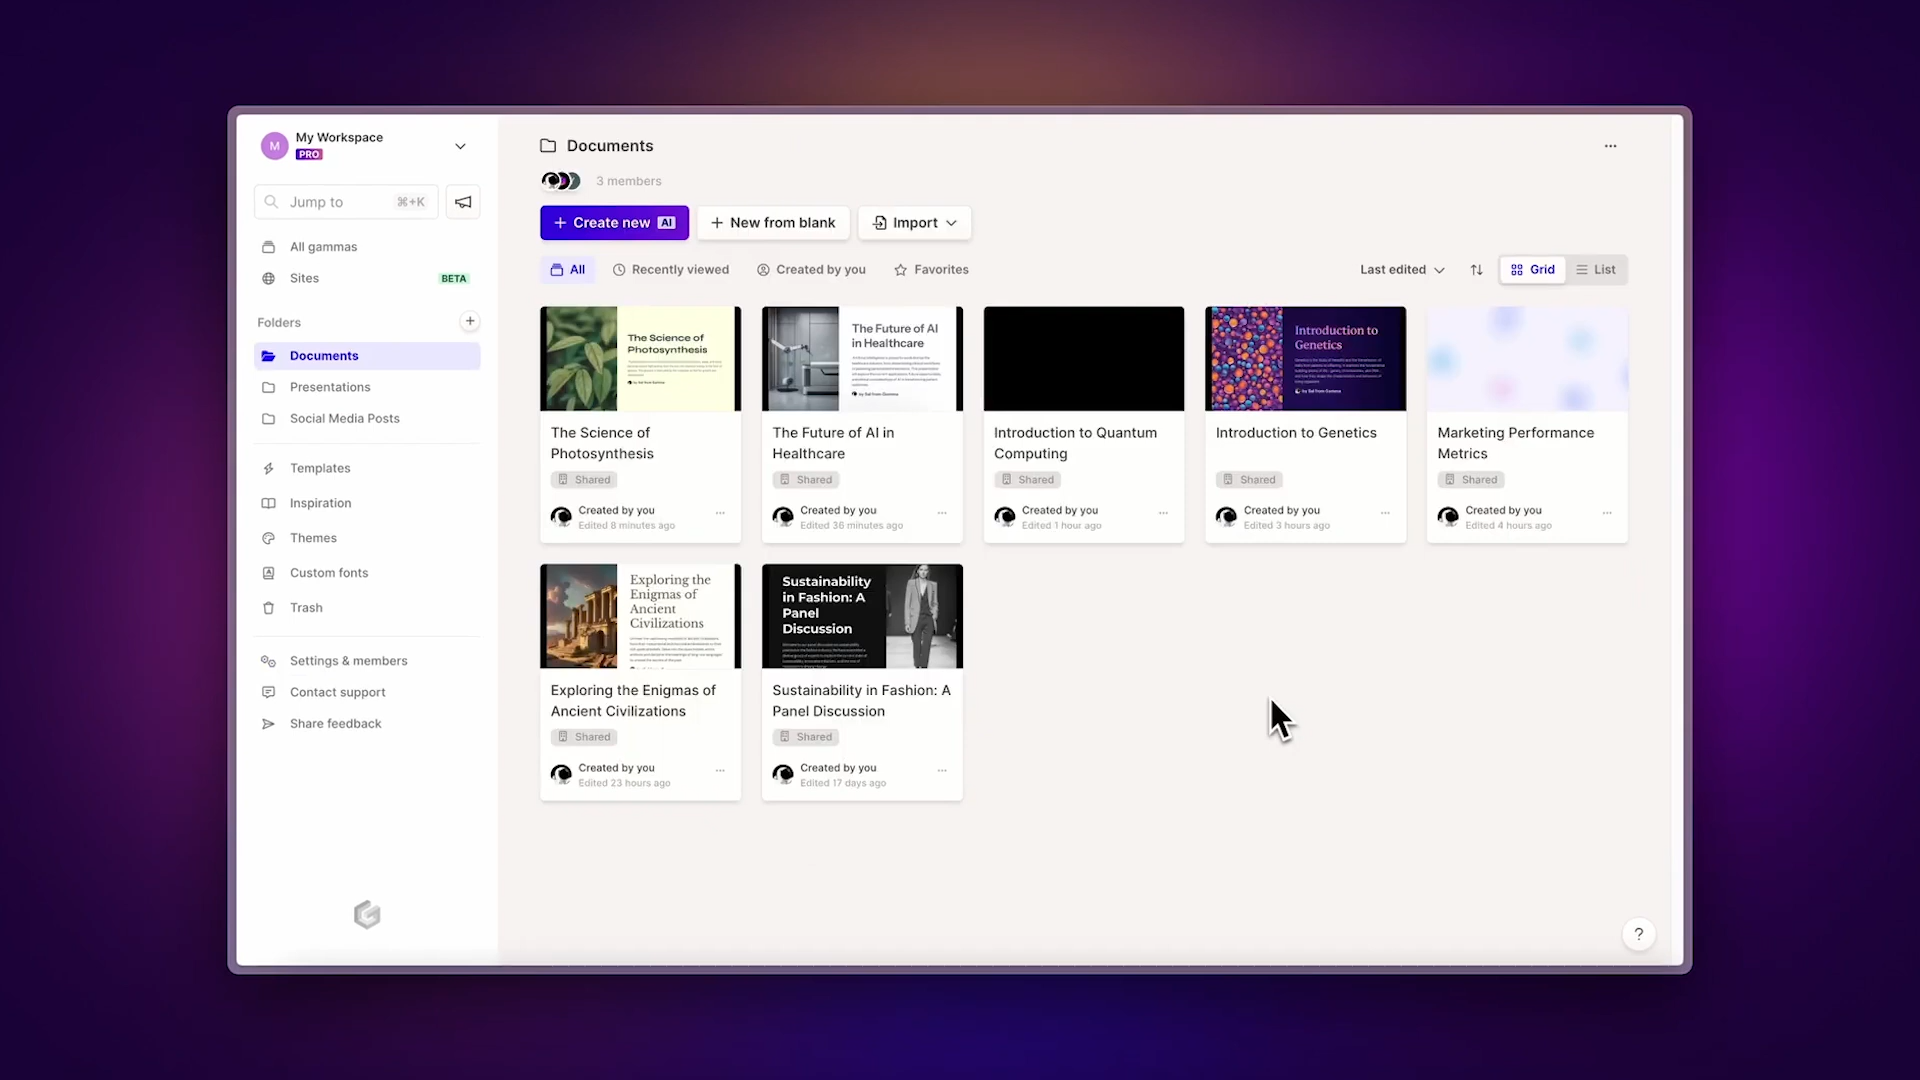 M
My Workspace
PRO
Jump to
⌘+K
All gammas
Sites
BETA
Folders
Documents
Presentations
Social Media Posts
Templates
Inspiration
Themes
Custom fonts
Trash
Settings & members
Contact support
Share feedback
Documents
3 members
+ Create new AI
+ New from blank
Import
All
Recently viewed
Created by you
Favorites
Last edited
Grid
List
The Science of
Photosynthesis
The Science of
Photosynthesis
Shared
Created by you
Edited 8 minutes ago
The Future of AI
in Healthcare
The Future of AI in
Healthcare
Shared
Created by you
Edited 36 minutes ago
Introduction to Quantum
Computing
Shared
Created by you
Edited 1 hour ago
Introduction to
Genetics
Introduction to Genetics
Shared
Created by you
Edited 3 hours ago
Marketing Performance
Metrics
Shared
Created by you
Edited 4 hours ago
Exploring the
Enigmas of
Ancient
Civilizations
Exploring the Enigmas of
Ancient Civilizations
Shared
Created by you
Edited 23 hours ago
Sustainability
in Fashion: A
Panel
Discussion
Sustainability in Fashion: A
Panel Discussion
Shared
Created by you
Edited 17 days ago
?